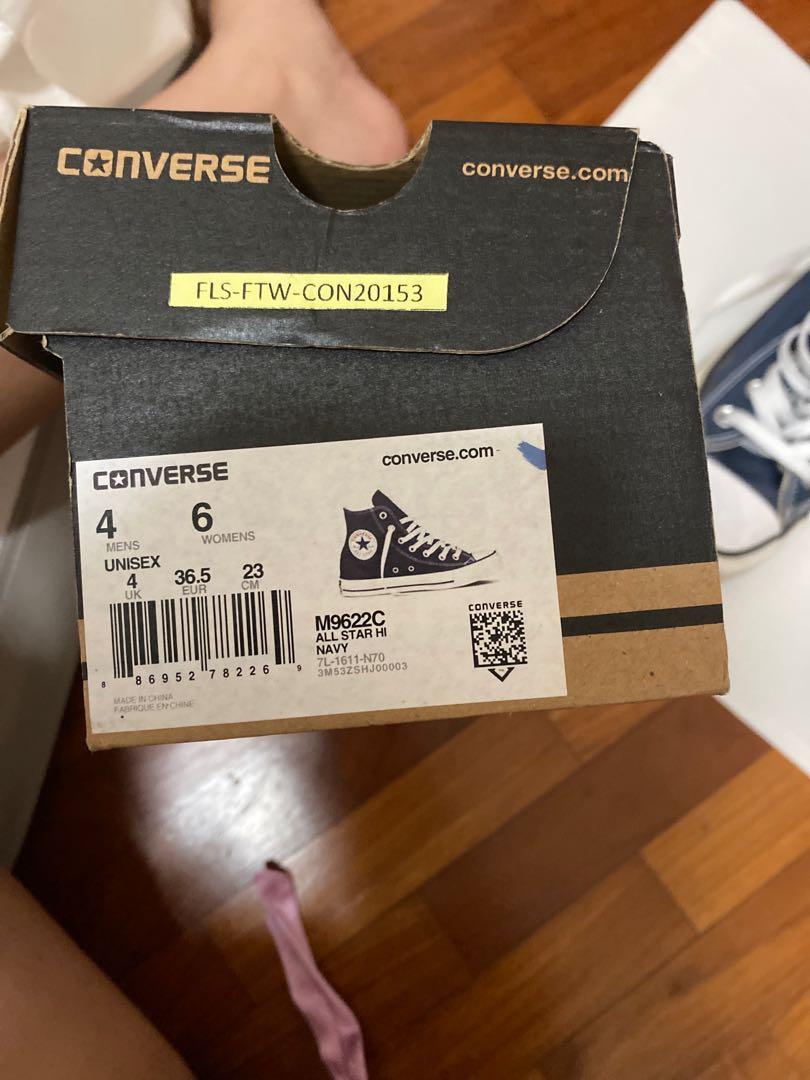 CONVERSE
converse.com
FLS-FTW-CON20153
CONVERSE
converse.com
4 6
MENS WOMENS
UNISEX
4 36.5 23
UK EUR CM
8 86952 78226 9
MADE IN CHINA
FABRIQUE EN CHINE
M9622C
ALL STAR HI
NAVY
7L-1611-N70
3M53ZSHJ00003
CONVERSE